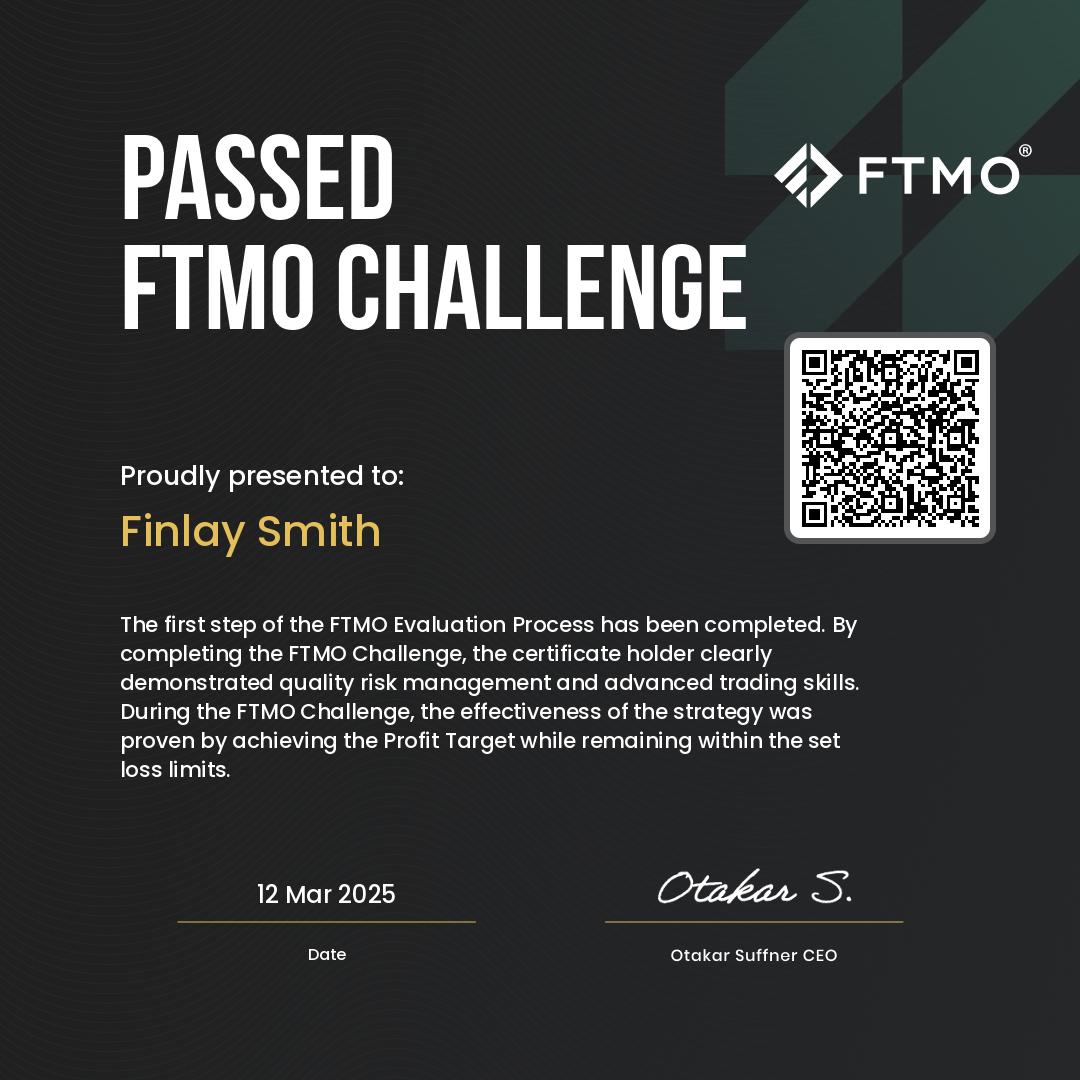 PASSED
FTMO CHALLENGE
FTMO®
Proudly presented to:
Finlay Smith
The first step of the FTMO Evaluation Process has been completed. By
completing the FTMO Challenge, the certificate holder clearly
demonstrated quality risk management and advanced trading skills.
During the FTMO Challenge, the effectiveness of the strategy was
proven by achieving the Profit Target while remaining within the set
loss limits.
12 Mar 2025
Date
Otakar S.
Otakar Suffner CEO